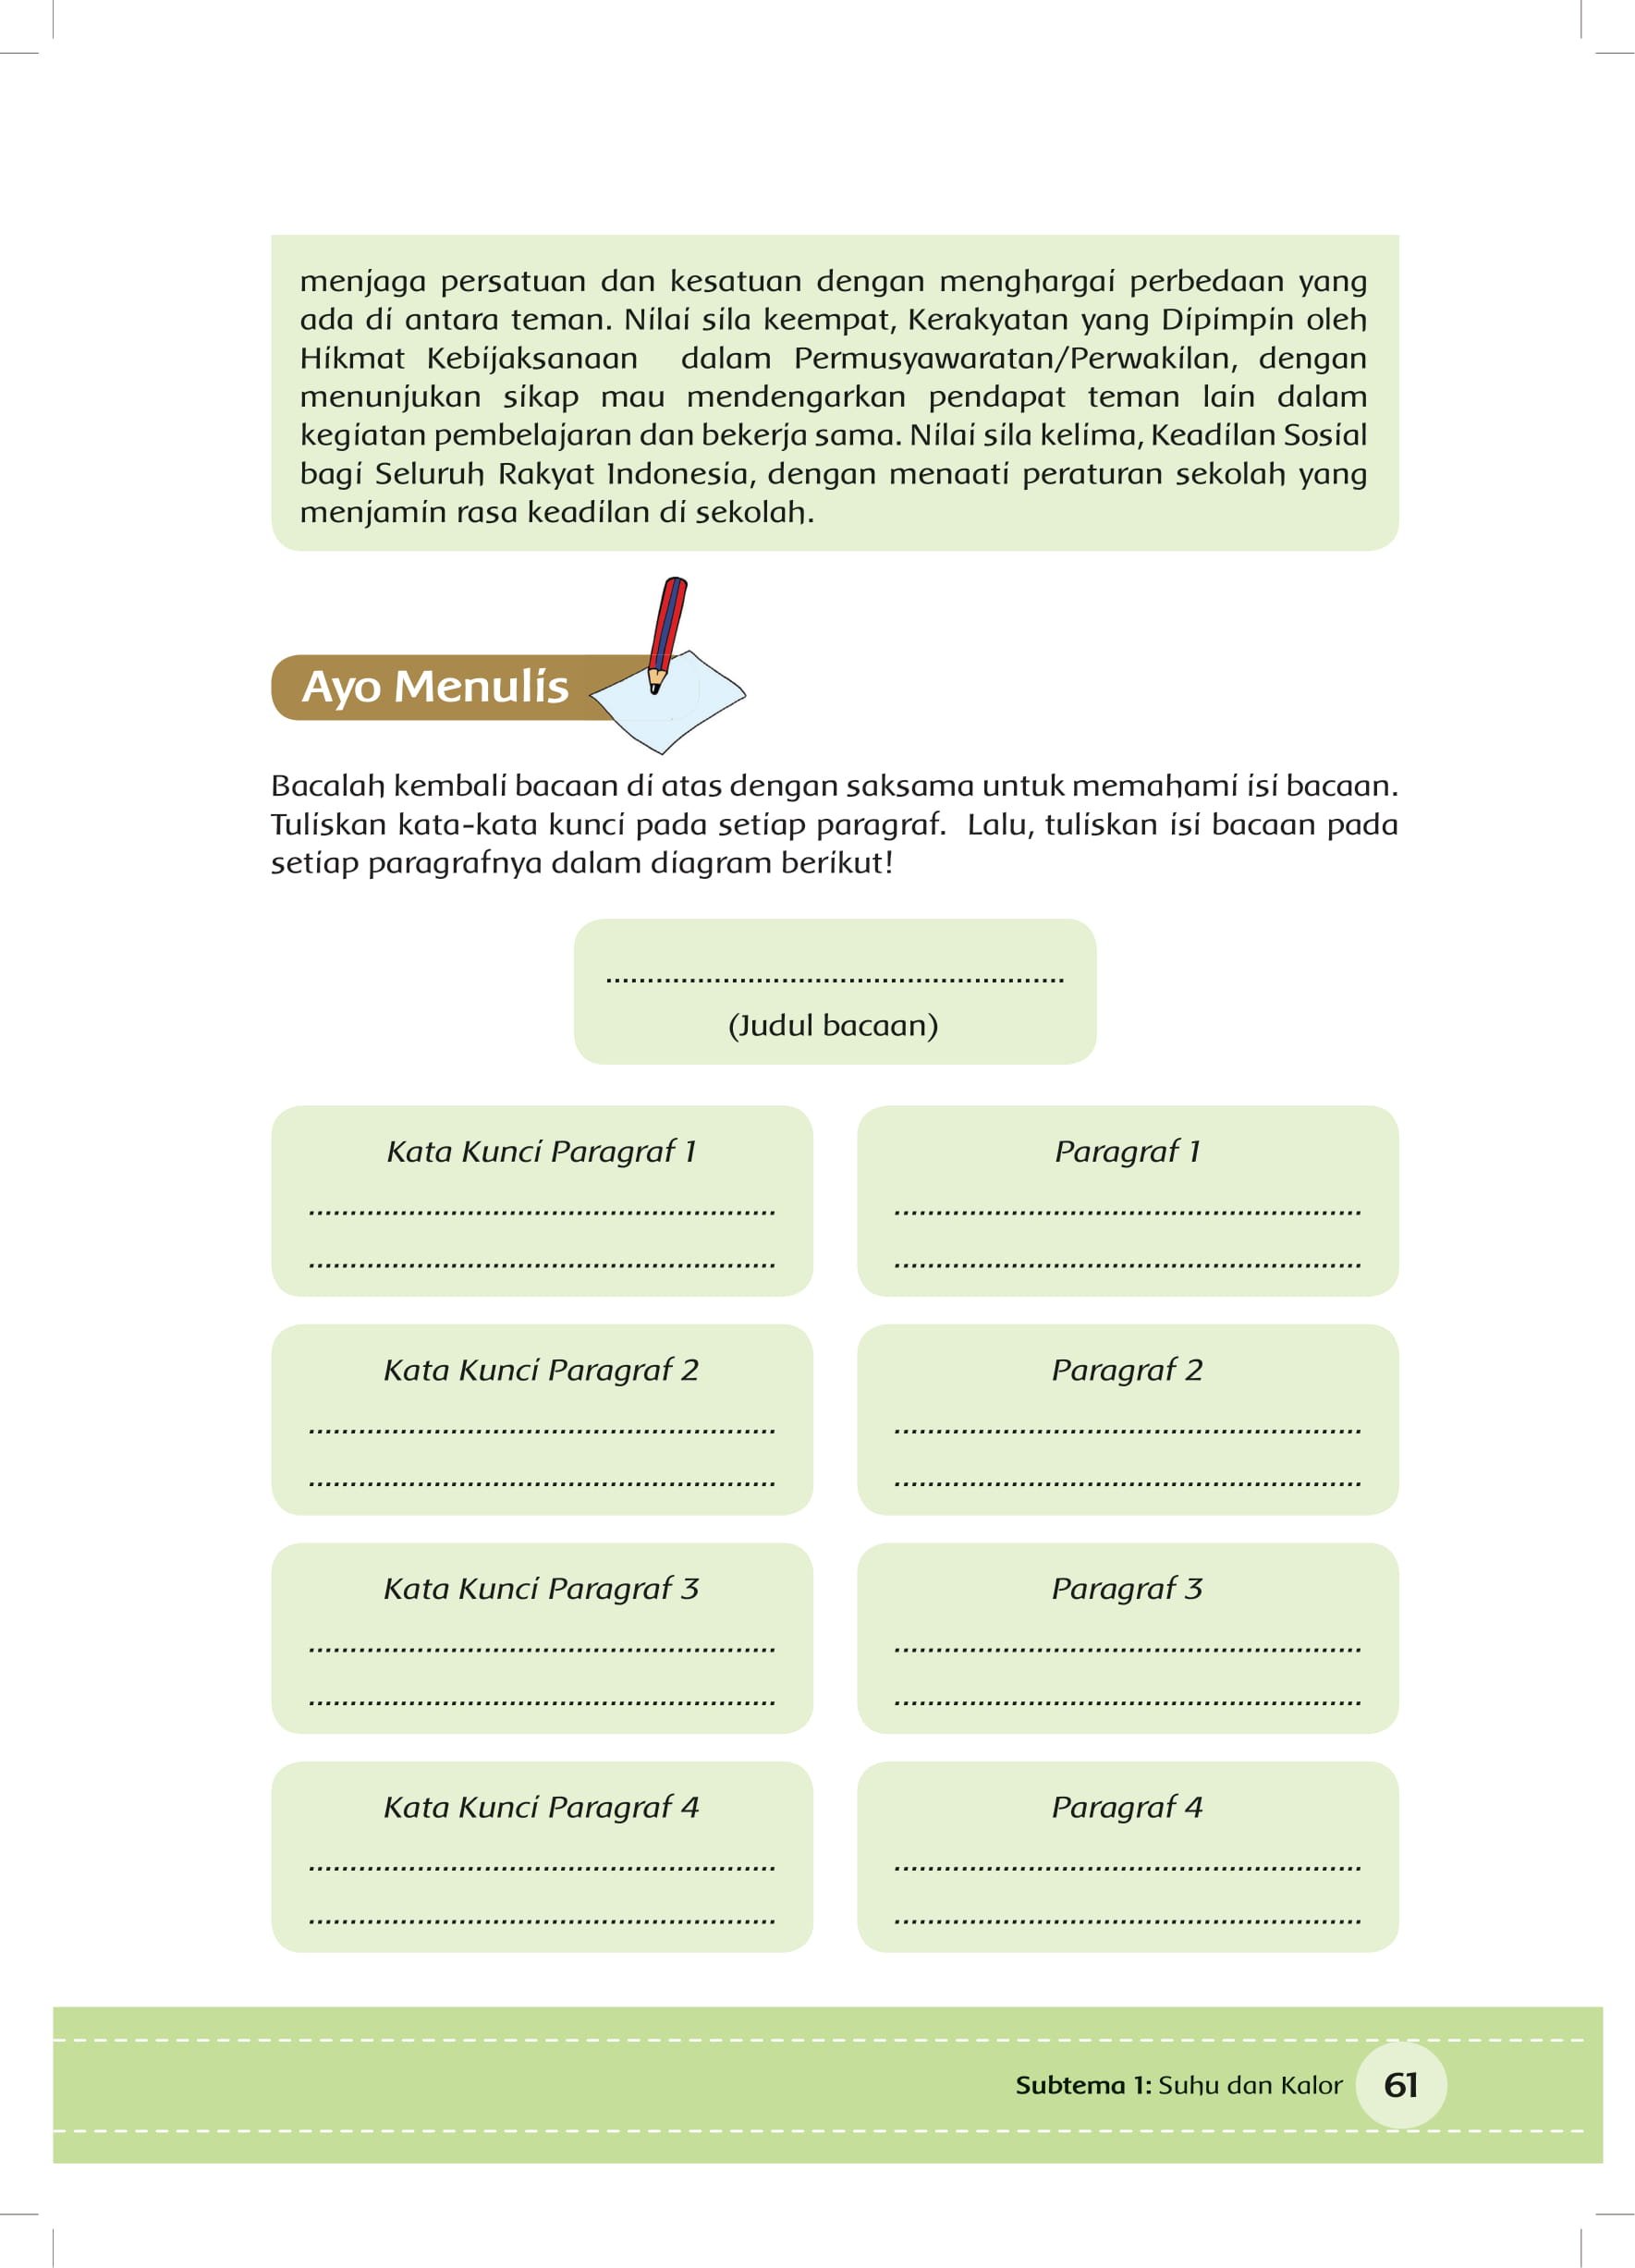 menjaga persatuan dan kesatuan dengan menghargai perbedaan yang
ada di antara teman. Nilai sila keempat, Kerakyatan yang Dipimpin oleh
Hikmat Kebijaksanaan dalam Permusyawaratan/Perwakilan, dengan
menunjukan sikap mau mendengarkan pendapat teman lain dalam
kegiatan pembelajaran dan bekerja sama. Nilai sila kelima, Keadilan Sosial
bagi Seluruh Rakyat Indonesia, dengan menaati peraturan sekolah yang
menjamin rasa keadilan di sekolah.
Ayo Menulis
Bacalah kembali bacaan di atas dengan saksama untuk memahami isi bacaan.
Tuliskan kata-kata kunci pada setiap paragraf. Lalu, tuliskan isi bacaan pada
setiap paragrafnya dalam diagram berikut!
......................................................
(Judul bacaan)
Kata Kunci Paragraf 1
.......................................................
.......................................................
Paragraf 1
.......................................................
.......................................................
Kata Kunci Paragraf 2
.......................................................
.......................................................
Paragraf 2
.......................................................
.......................................................
Kata Kunci Paragraf 3
.......................................................
.......................................................
Paragraf 3
.......................................................
.......................................................
Kata Kunci Paragraf 4
.......................................................
.......................................................
Paragraf 4
.......................................................
.......................................................
Subtema 1: Suhu dan Kalor 61